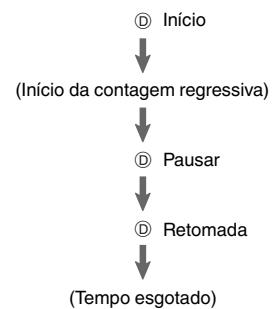 Ⓓ Início
(Início da contagem regressiva)
Ⓓ Pausar
Ⓓ Retomada
(Tempo esgotado)